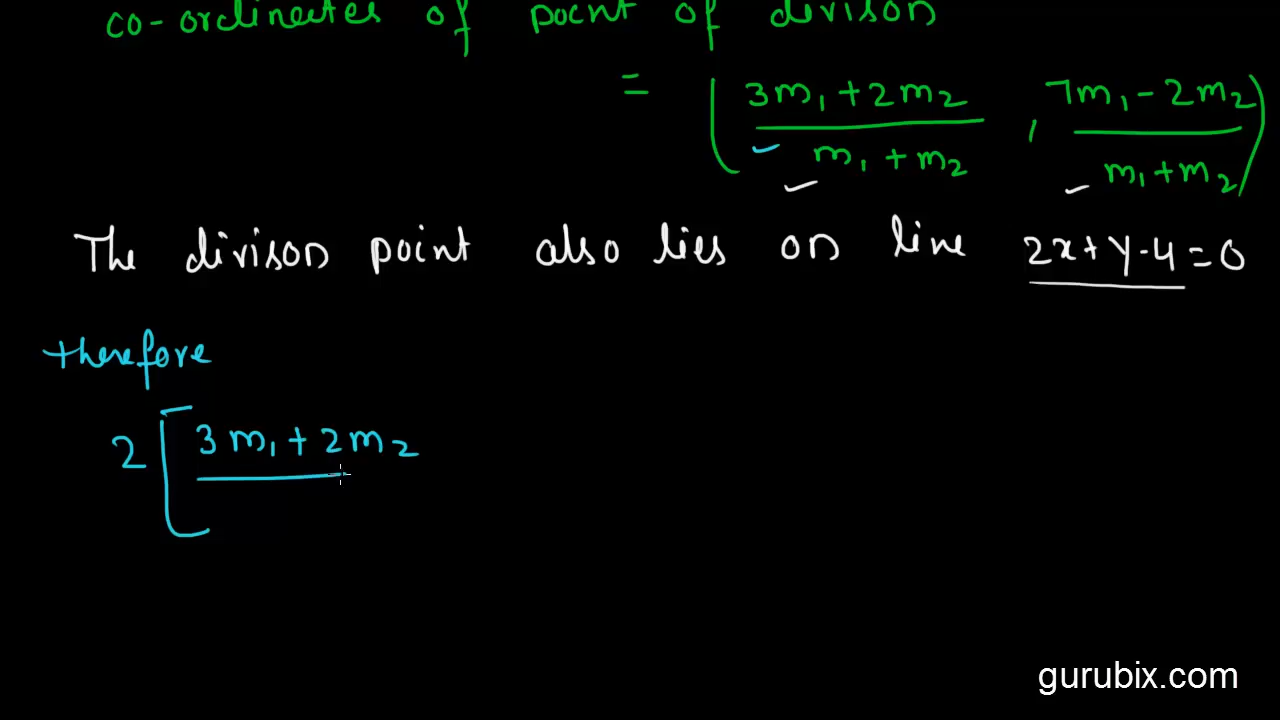 co-ordinates of point of divison
= (3m₁+2m₂ / m₁+m₂ , 7m₁-2m₂ / m₁+m₂)
The divison point also lies on line 2x+y-4=0
therefore
2[3m₁+2m₂
gurubix.com